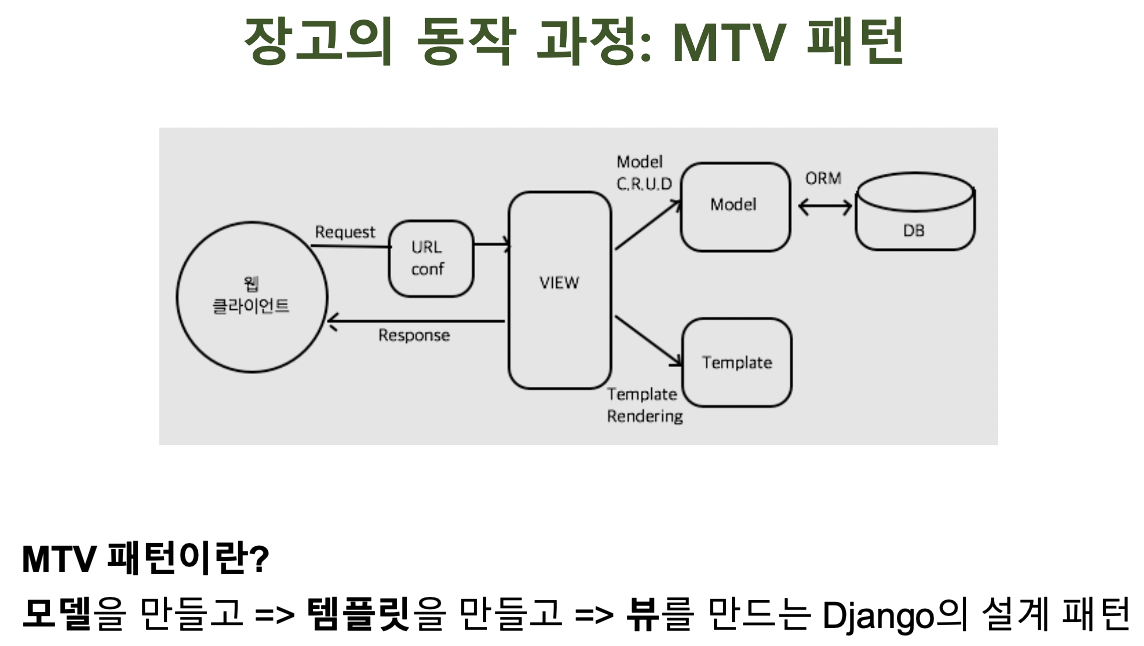 장고의 동작 과정: MTV 패턴
웹
클라이언트
Request
URL
conf
Response
VIEW
Model
C.R.U.D
Model
ORM
DB
Template
Template
Rendering
MTV 패턴이란?
모델을 만들고 => 템플릿을 만들고 => 뷰를 만드는 Django의 설계 패턴